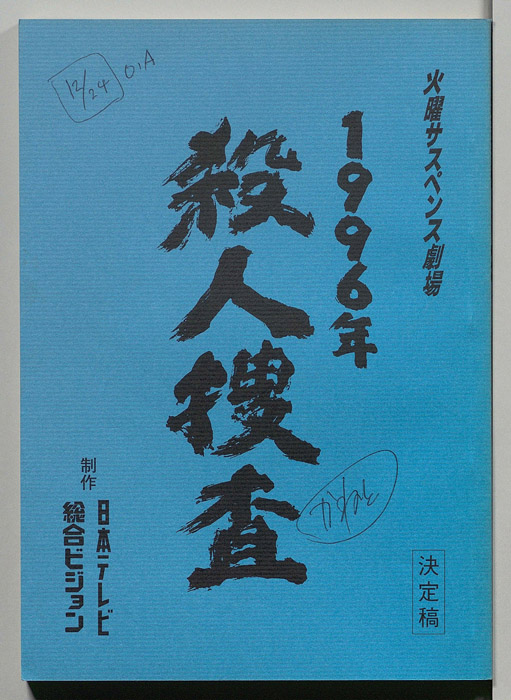 火曜サスペンス劇場
1996年
殺人捜査
制作
日本テレビ
総合ビジョン
決定稿
12/24
O.A